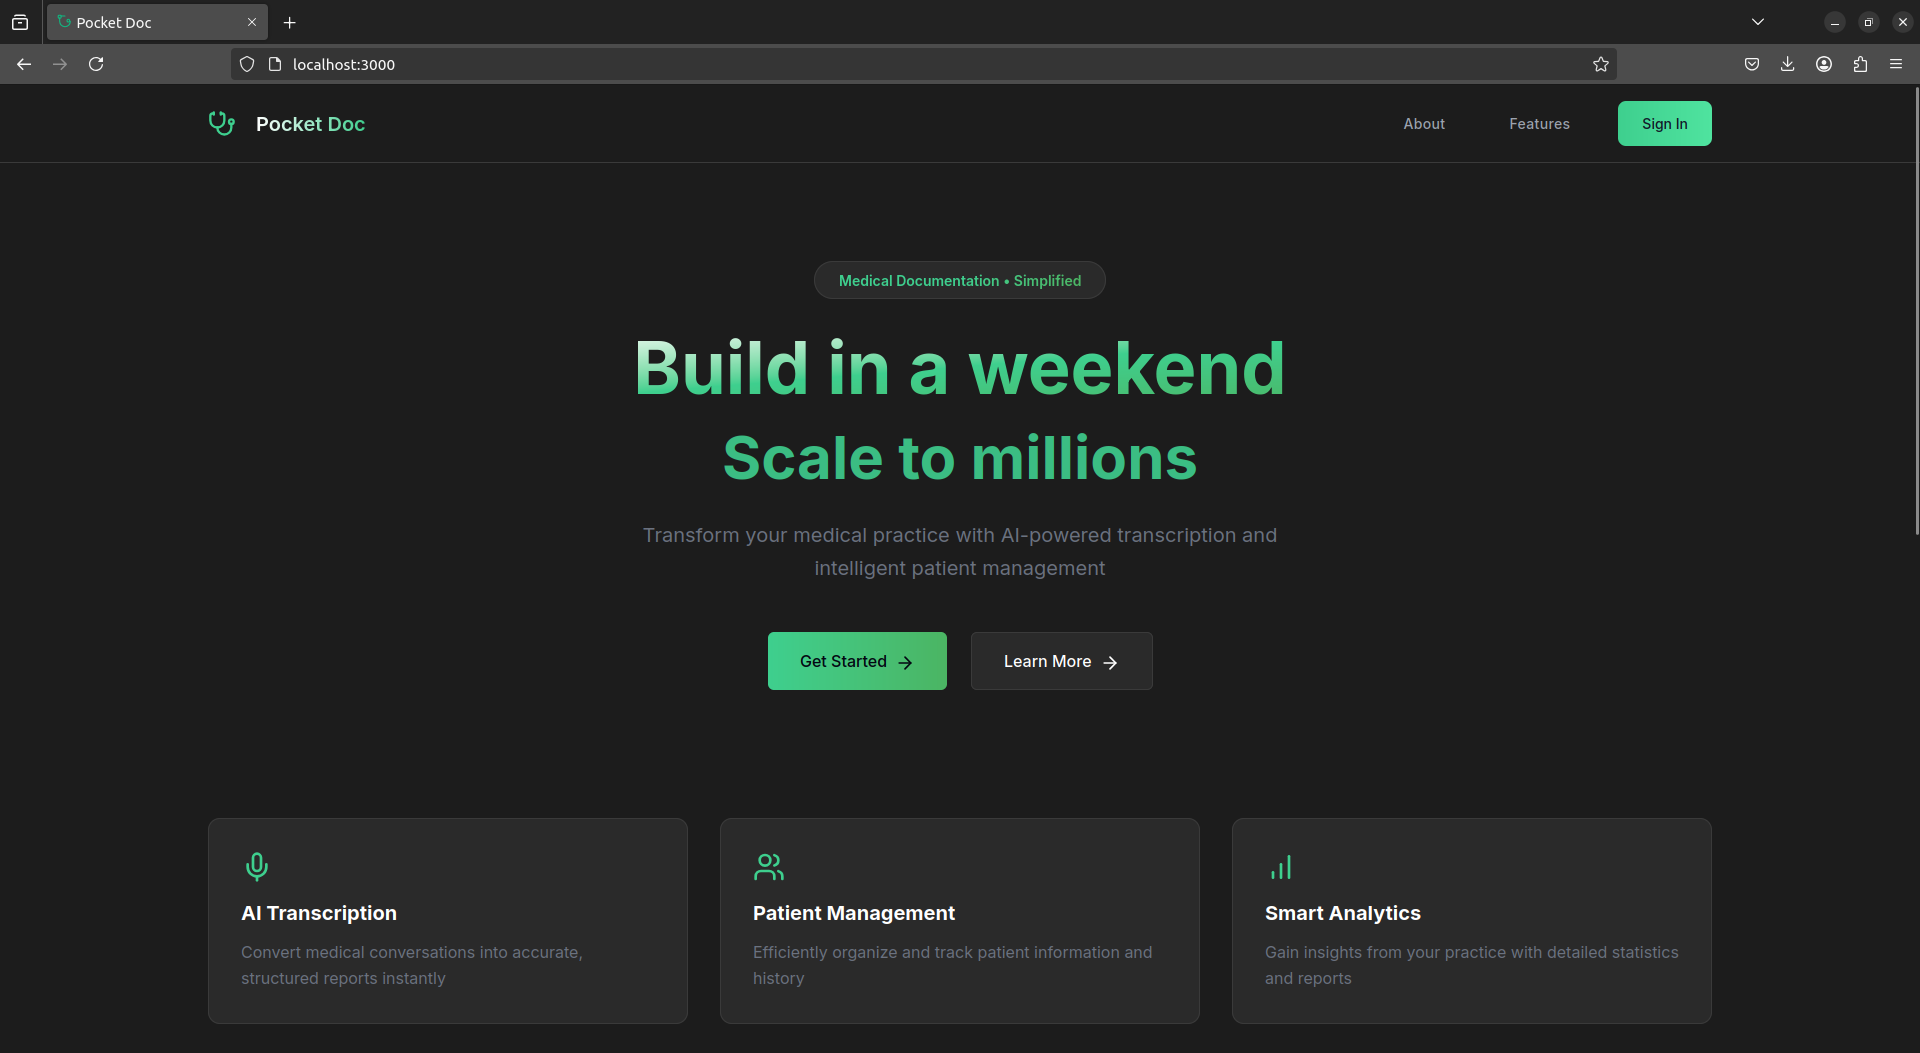 Pocket Doc
localhost:3000
Pocket Doc
About
Features
Sign In
Medical Documentation • Simplified
Build in a weekend
Scale to millions
Transform your medical practice with AI-powered transcription and
intelligent patient management
Get Started →
Learn More →
AI Transcription
Convert medical conversations into accurate,
structured reports instantly
Patient Management
Efficiently organize and track patient information and
history
Smart Analytics
Gain insights from your practice with detailed statistics
and reports